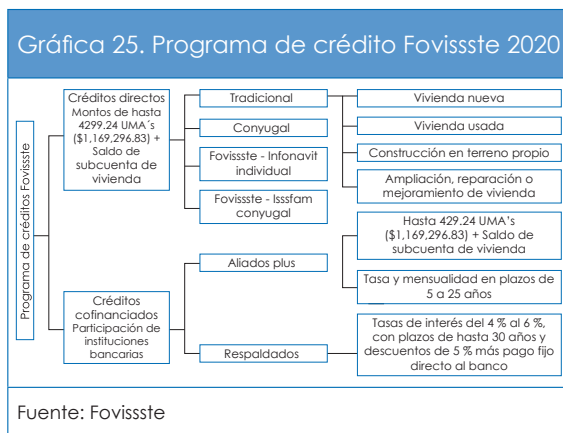 Gráfica 25. Programa de crédito Fovissste 2020
Programa de créditos Fovissste
Créditos directos
Montos de hasta
4299.24 UMA´s
($1,169,296.83) +
Saldo de
subcuenta de
vivienda
Tradicional
Conyugal
Fovissste - Infonavit
individual
Fovissste - Isssfam
conyugal
Vivienda nueva
Vivienda usada
Construcción en terreno propio
Ampliación, reparación o
mejoramiento de vivienda
Créditos
cofinanciados
Participación de
instituciones
bancarias
Aliados plus
Hasta 429.24 UMA’s
($1,169,296.83) + Saldo de
subcuenta de vivienda
Tasa y mensualidad en plazos de
5 a 25 años
Respaldados
Tasas de interés del 4 % al 6 %,
con plazos de hasta 30 años y
descuentos de 5 % más pago fijo
directo al banco
Fuente: Fovissste